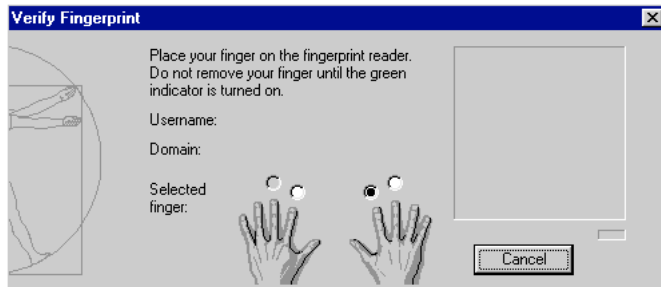 Verify Fingerprint
Place your finger on the fingerprint reader.
Do not remove your finger until the green
indicator is turned on.
Username:
Domain:
Selected
finger:
Cancel